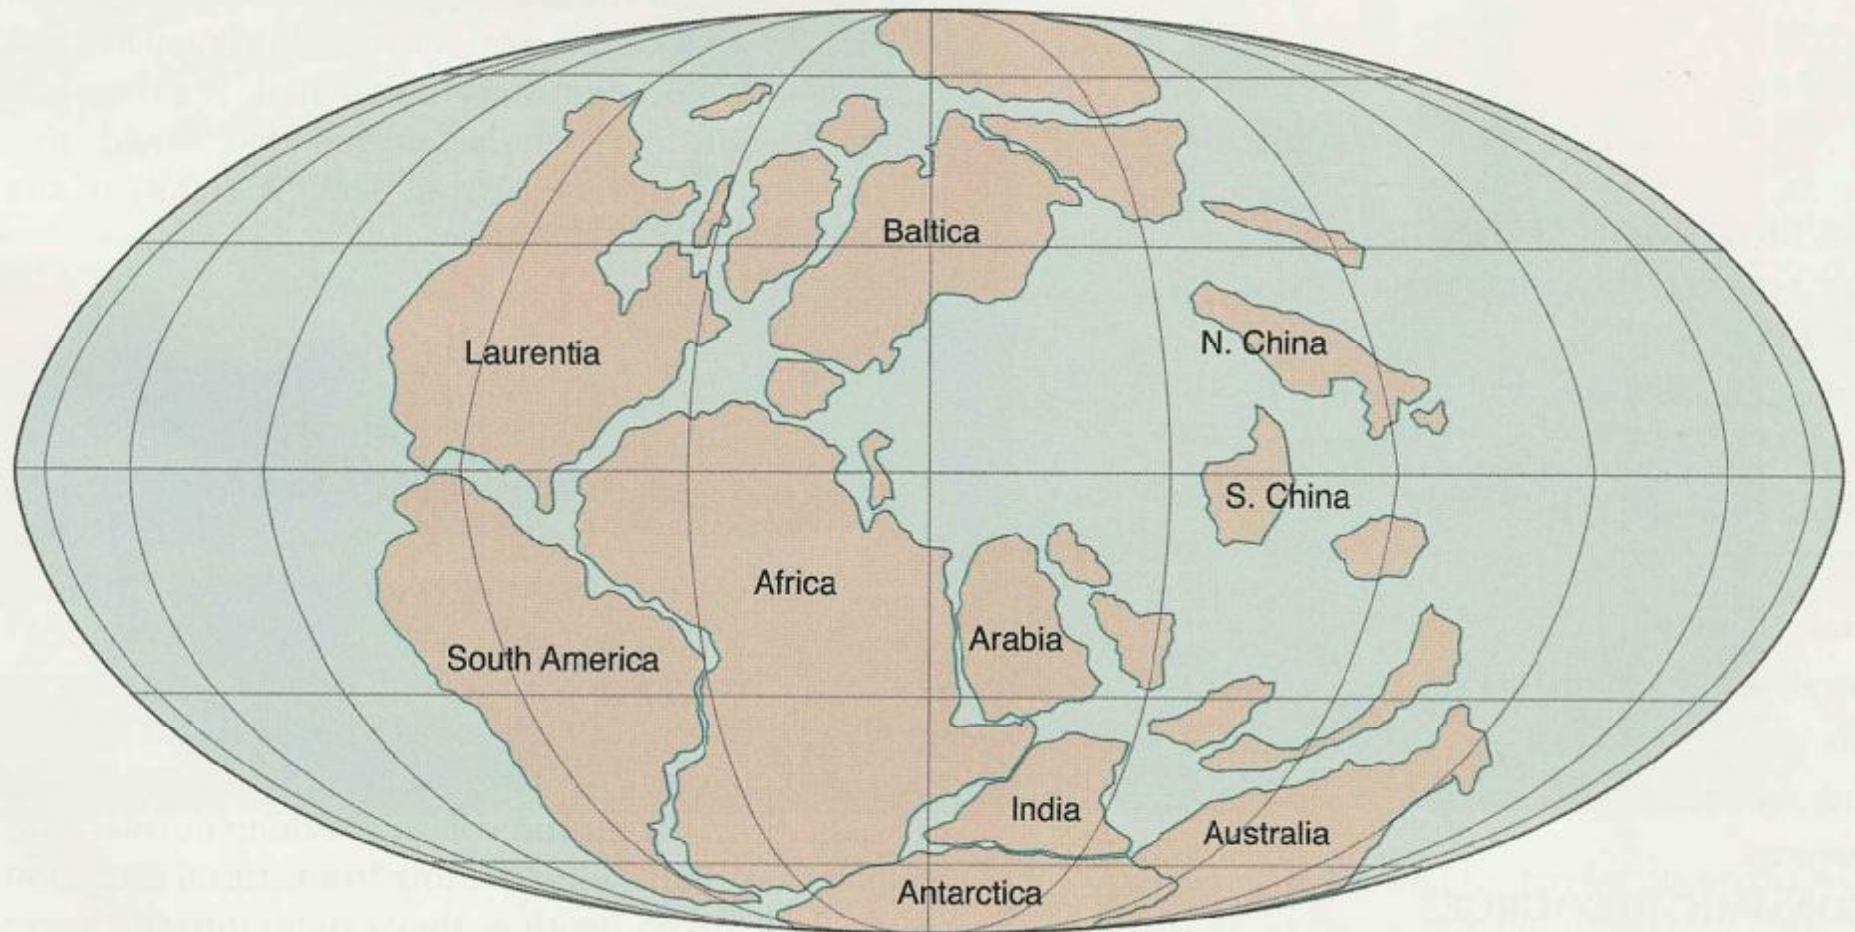 Baltica
Laurentia
N. China
S. China
Africa
Arabia
South America
India
Australia
Antarctica